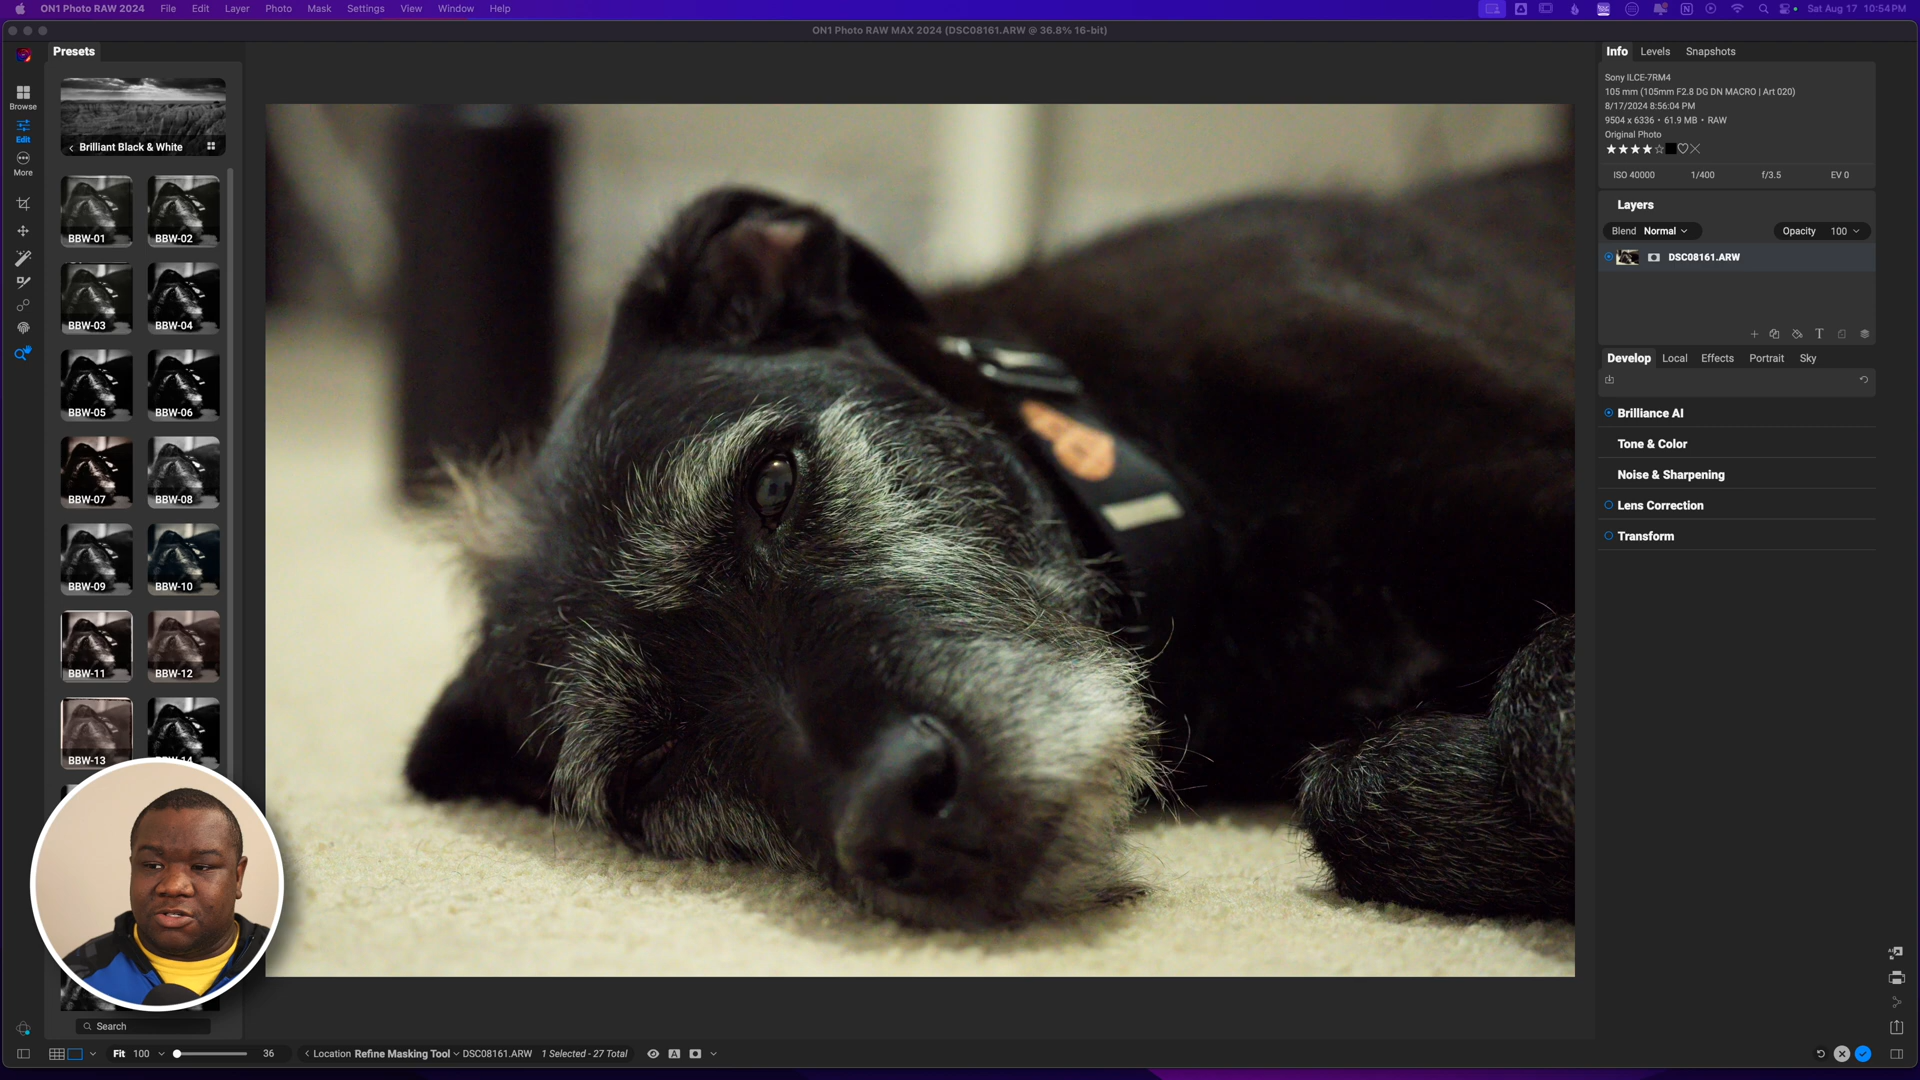 ON1 Photo RAW 2024 File Edit Layer Photo Mask Settings View Window Help Sat Aug 17 10:54 PM
ON1 Photo RAW MAX 2024 (DSC08161.ARW @ 36.8% 16-bit)
Presets
Brilliant Black & White
Browse
Edit
More
BBW-01 BBW-02
BBW-03 BBW-04
BBW-05 BBW-06
BBW-07 BBW-08
BBW-09 BBW-10
BBW-11 BBW-12
BBW-13
Search
Fit 100 36 Location Refine Masking Tool DSC08161.ARW 1 Selected - 27 Total
Info Levels Snapshots
Sony ILCE-7RM4
105 mm (105mm F2.8 DG DN MACRO | Art 020)
8/17/2024 8:56:04 PM
9504 x 6336 • 61.9 MB • RAW
Original Photo
ISO 40000 1/400 f/3.5 EV 0
Layers
Blend Normal Opacity 100
DSC08161.ARW
Develop Local Effects Portrait Sky
Brilliance AI
Tone & Color
Noise & Sharpening
Lens Correction
Transform